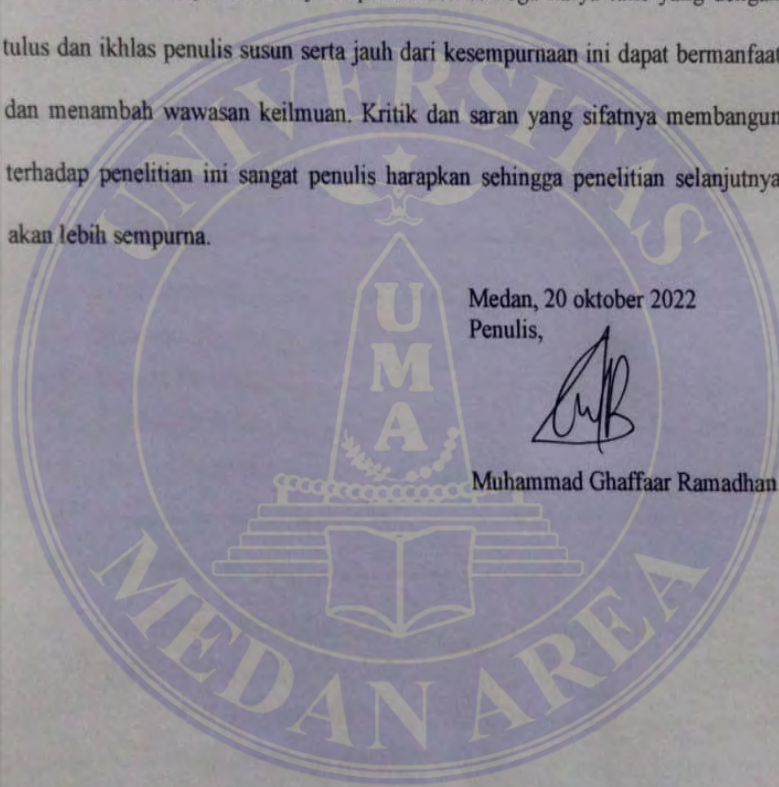 tulus dan ikhlas penulis susun serta jauh dari kesempurnaan ini dapat bermanfaat
dan menambah wawasan keilmuan. Kritik dan saran yang sifatnya membangun
terhadap penelitian ini sangat penulis harapkan sehingga penelitian selanjutnya
akan lebih sempurna.
Medan, 20 oktober 2022
Penulis,
Muhammad Ghaffaar Ramadhan
UNIVERSITAS
UMA
MEDAN AREA